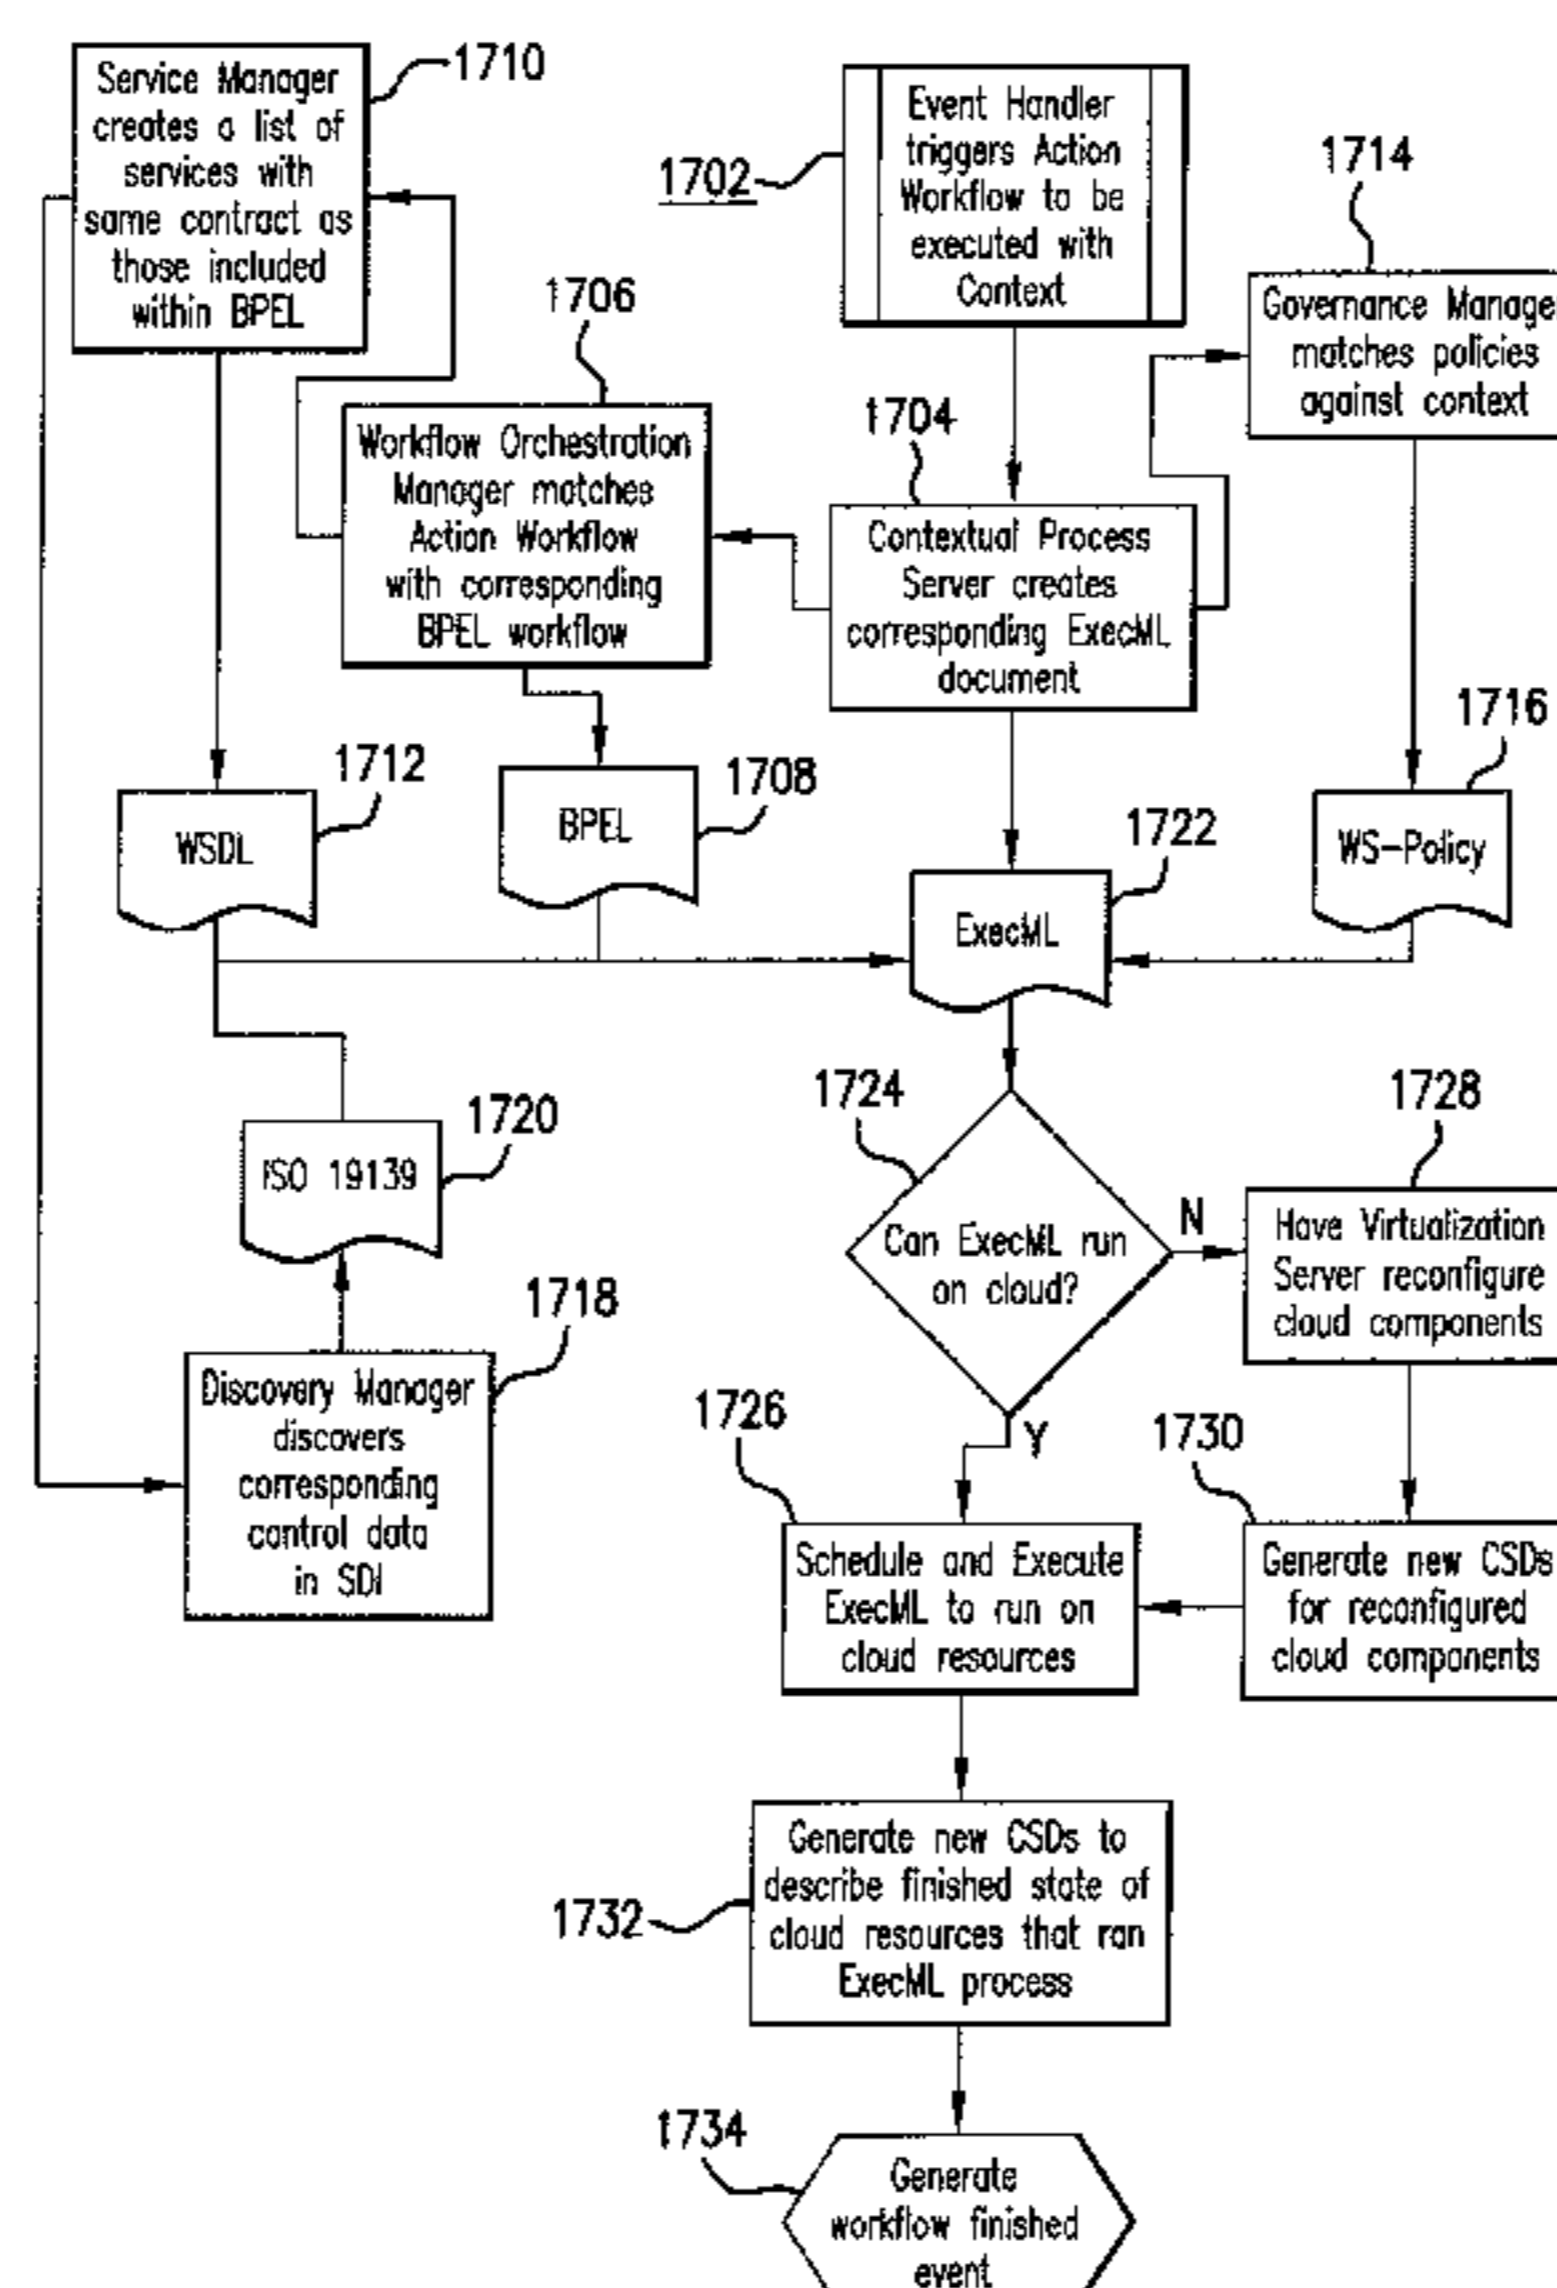 Service Manager
creates a list of
services with
same contract as
those included
within BPEL
1710
1702
Event Handler
triggers Action
Workflow to be
executed with
Context
1714
Governance Manager
matches policies
against context
1706
Workflow Orchestration
Manager matches
Action Workflow
with corresponding
BPEL workflow
1704
Contextual Process
Server creates
corresponding ExecML
document
1712
WSDL
1708
BPEL
1722
ExecML
1716
WS-Policy
1720
ISO 19139
1718
Discovery Manager
discovers
corresponding
control data
in SDI
1724
Can ExecML run
on cloud?
N
Y
1728
Have Virtualization
Server reconfigure
cloud components
1726
Schedule and Execute
ExecML to run on
cloud resources
1730
Generate new CSDs
for reconfigured
cloud components
1732
Generate new CSDs to
describe finished state of
cloud resources that ran
ExecML process
1734
Generate
workflow finished
event